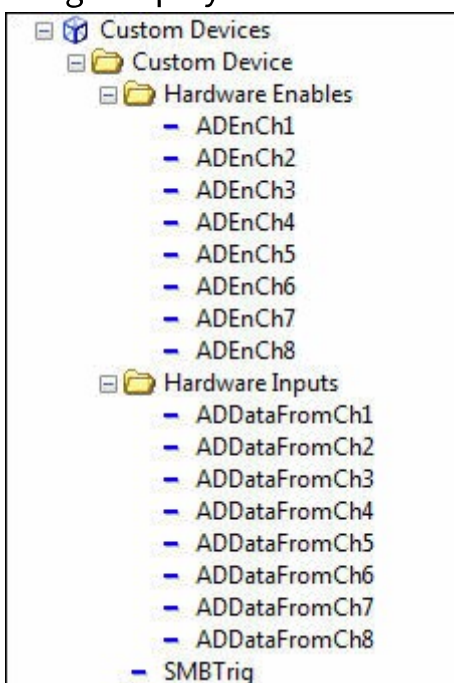 Custom Devices
Custom Device
Hardware Enables
ADEnCh1
ADEnCh2
ADEnCh3
ADEnCh4
ADEnCh5
ADEnCh6
ADEnCh7
ADEnCh8
Hardware Inputs
ADDataFromCh1
ADDataFromCh2
ADDataFromCh3
ADDataFromCh4
ADDataFromCh5
ADDataFromCh6
ADDataFromCh7
ADDataFromCh8
SMBTrig